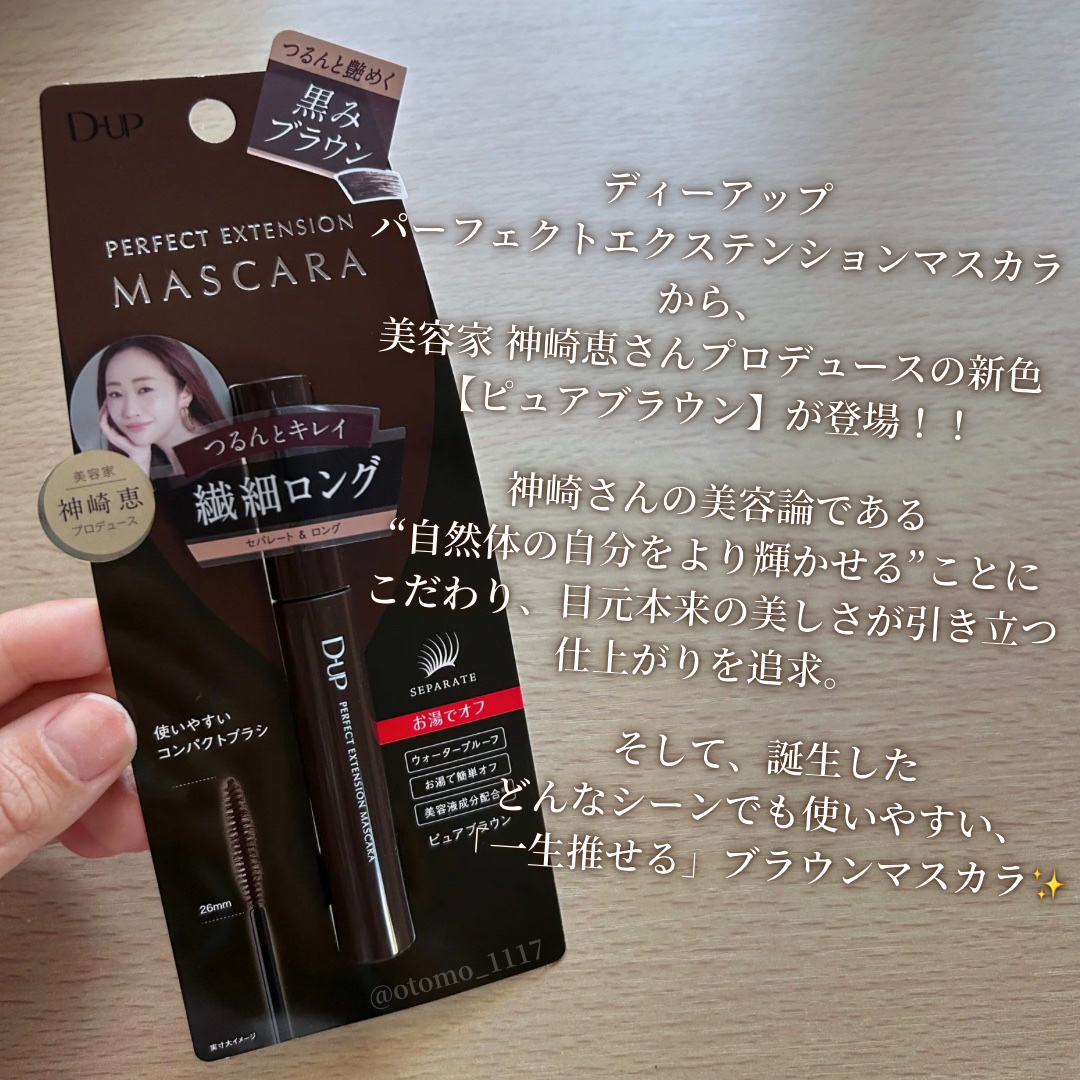 つるんと艶めく
黒み
ブラウン
D-UP
PERFECT EXTENSION
MASCARA
美容家
神崎 恵
プロデュース
つるんとキレイ
繊細ロング
セパレート & ロング
D-UP PERFECT EXTENSION MASCARA
SEPARATE
お湯でオフ
ウォータープルーフ
お湯で簡単オフ
美容液成分配合
ピュアブラウン
使いやすい
コンパクトブラシ
26mm
実寸大イメージ
ディーアップ
パーフェクトエクステンションマスカラ
から、
美容家 神崎恵さんプロデュースの新色
【ピュアブラウン】が登場！！
神崎さんの美容論である
“自然体の自分をより輝かせる”ことに
こだわり、目元本来の美しさが引き立つ
仕上がりを追求。
そして、誕生した
どんなシーンでも使いやすい、
「一生推せる」ブラウンマスカラ✨
@otomo_1117